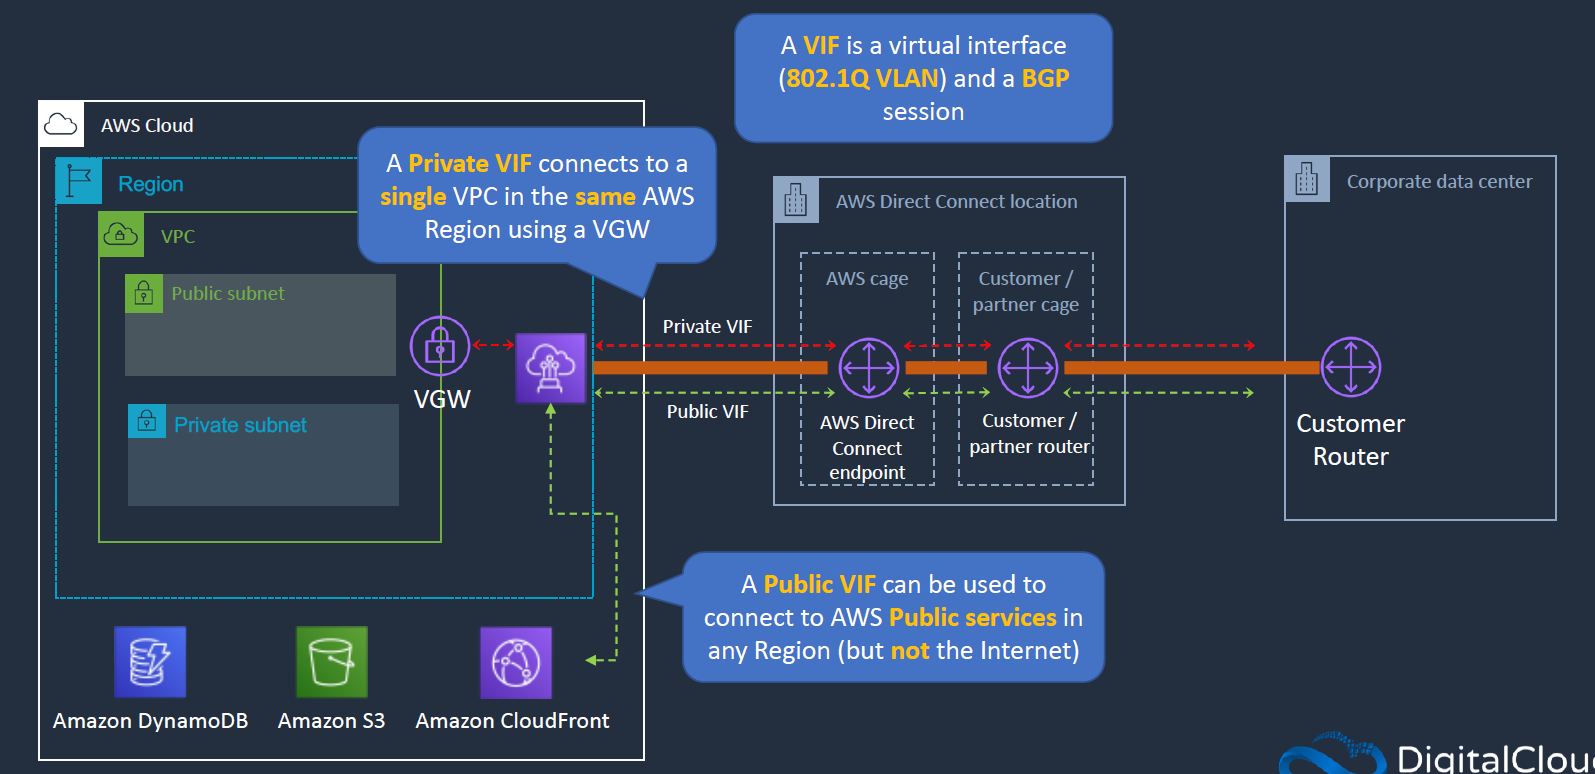 A VIF is a virtual interface
(802.1Q VLAN) and a BGP
session
AWS Cloud
A Private VIF connects to a
single VPC in the same AWS
Region using a VGW
Region
VPC
Public subnet
Private subnet
VGW
Private VIF
Public VIF
AWS Direct Connect location
AWS cage
Customer /
partner cage
AWS Direct
Connect
endpoint
Customer /
partner router
Corporate data center
Customer
Router
A Public VIF can be used to
connect to AWS Public services in
any Region (but not the Internet)
Amazon DynamoDB
Amazon S3
Amazon CloudFront
DigitalClou